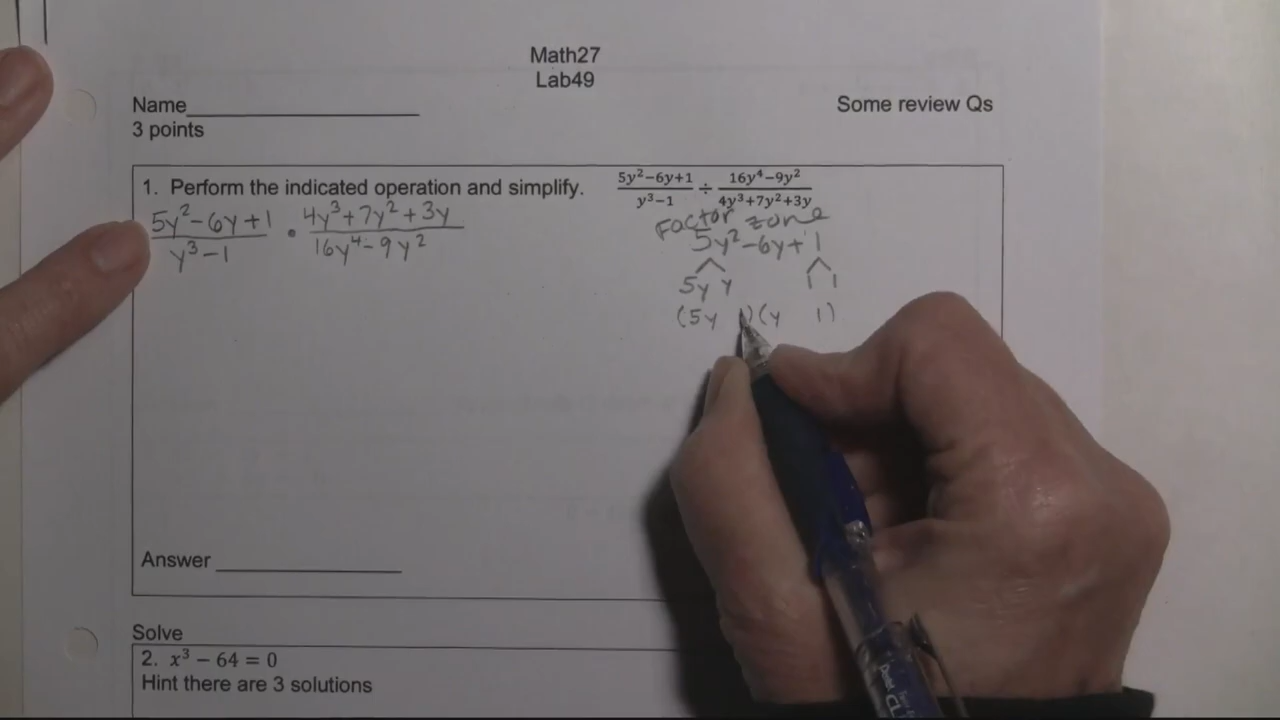 Math27
Lab49
Name____________________ Some review Qs
3 points
1. Perform the indicated operation and simplify. (5y²−6y+1)/(y³−1) ÷ (16y⁴−9y²)/(4y³+7y²+3y)
(5y²−6y+1)/(y³−1) · (4y³+7y²+3y)/(16y⁴−9y²)
Factor zone
5y²−6y+1
5y y 1 1
(5y 1)(y 1)
Answer ____________________
Solve
2. x³ − 64 = 0
Hint there are 3 solutions